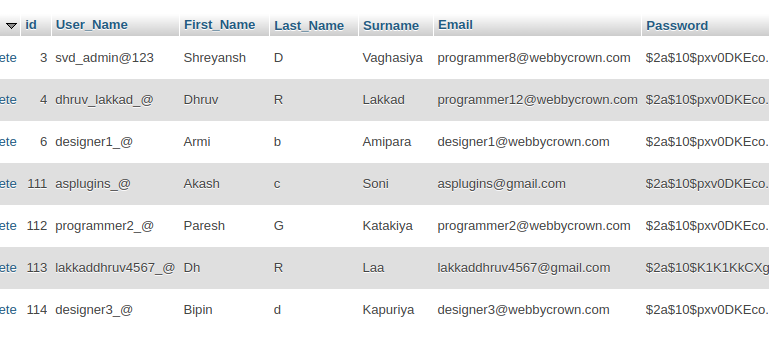 id User_Name First_Name Last_Name Surname Email Password
ete 3 svd_admin@123 Shreyansh D Vaghasiya programmer8@webbycrown.com $2a$10$pxv0DKEco.
ete 4 dhruv_lakkad_@ Dhruv R Lakkad programmer12@webbycrown.com $2a$10$pxv0DKEco.
ete 6 designer1_@ Armi b Amipara designer1@webbycrown.com $2a$10$pxv0DKEco.
ete 111 asplugins_@ Akash c Soni asplugins@gmail.com $2a$10$pxv0DKEco.
ete 112 programmer2_@ Paresh G Katakiya programmer2@webbycrown.com $2a$10$pxv0DKEco.
ete 113 lakkaddhruv4567_@ Dh R Laa lakkaddhruv4567@gmail.com $2a$10$K1K1KkCXg
ete 114 designer3_@ Bipin d Kapuriya designer3@webbycrown.com $2a$10$pxv0DKEco.